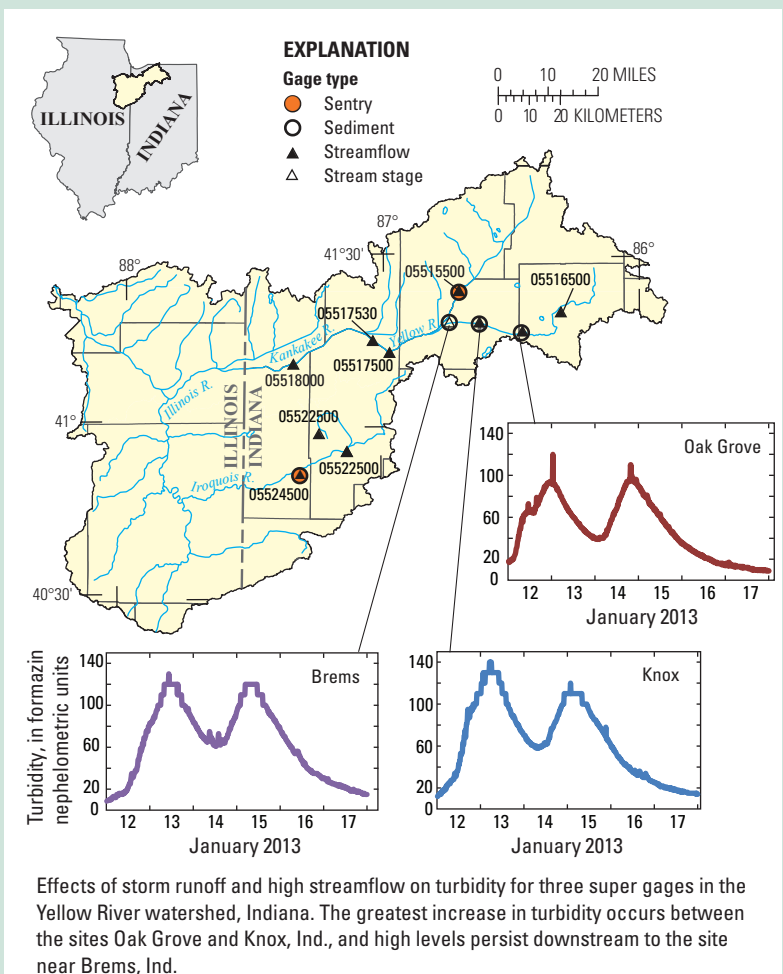 EXPLANATION
Gage type
Sentry
Sediment
Streamflow
Stream stage
0 10 20 MILES
0 10 20 KILOMETERS
ILLINOIS
INDIANA
87°
41°30'
88°
86°
05515500
05516500
05517530
Yellow R.
Kankakee R.
05517500
05518000
Illinois R.
41°
ILLINOIS
INDIANA
05522500
05522500
Iroquois R.
05524500
40°30'
Oak Grove
140
100
60
20
0
12 13 14 15 16 17
January 2013
Turbidity, in formazin
nephelometric units
Brems
140
100
60
20
0
12 13 14 15 16 17
January 2013
Knox
140
100
60
20
0
12 13 14 15 16 17
January 2013
Effects of storm runoff and high streamflow on turbidity for three super gages in the
Yellow River watershed, Indiana. The greatest increase in turbidity occurs between
the sites Oak Grove and Knox, Ind., and high levels persist downstream to the site
near Brems, Ind.